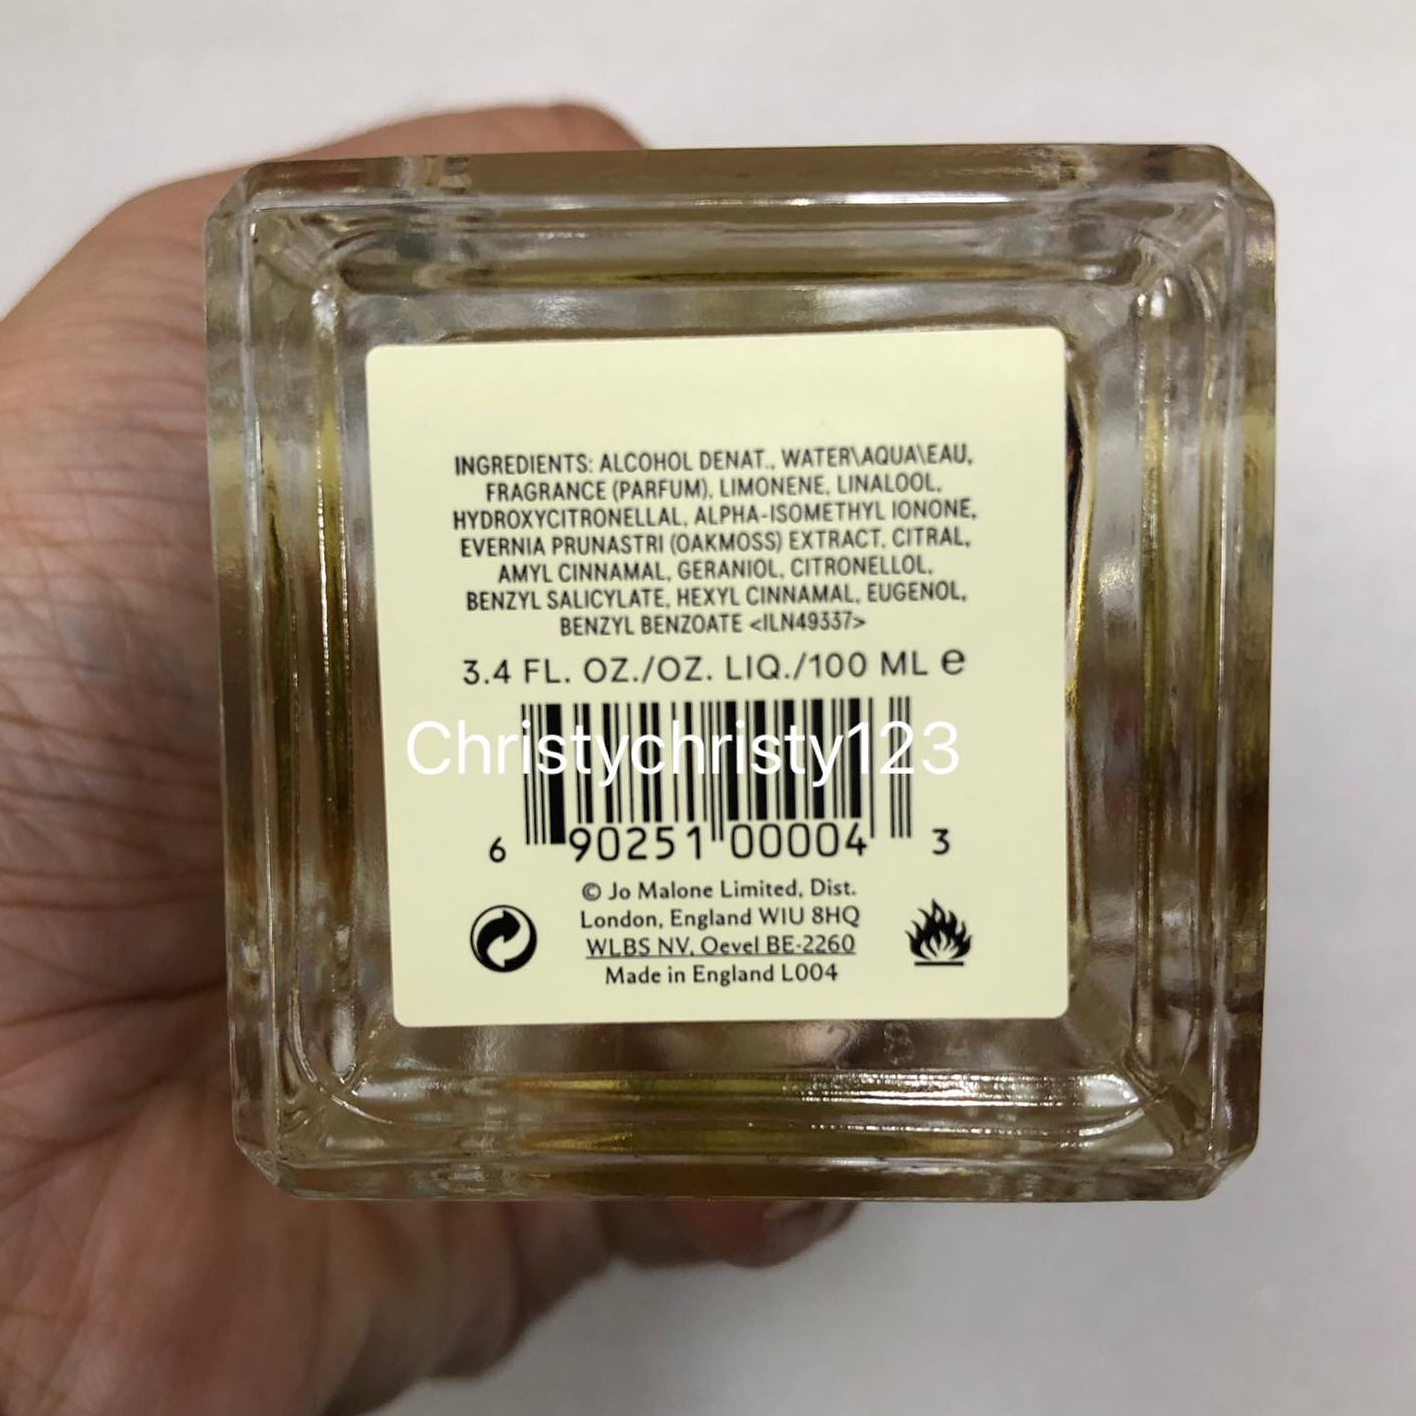 INGREDIENTS: ALCOHOL DENAT., WATER\AQUA\EAU,
FRAGRANCE (PARFUM), LIMONENE, LINALOOL,
HYDROXYCITRONELLAL, ALPHA-ISOMETHYL IONONE,
EVERNIA PRUNASTRI (OAKMOSS) EXTRACT, CITRAL,
AMYL CINNAMAL, GERANIOL, CITRONELLOL,
BENZYL SALICYLATE, HEXYL CINNAMAL, EUGENOL,
BENZYL BENZOATE <ILN49337>
3.4 FL. OZ./OZ. LIQ./100 ML e
Christychristy123
6 90251 00004 3
© Jo Malone Limited, Dist.
London, England W1U 8HQ
WLBS NV, Oevel BE-2260
Made in England L004